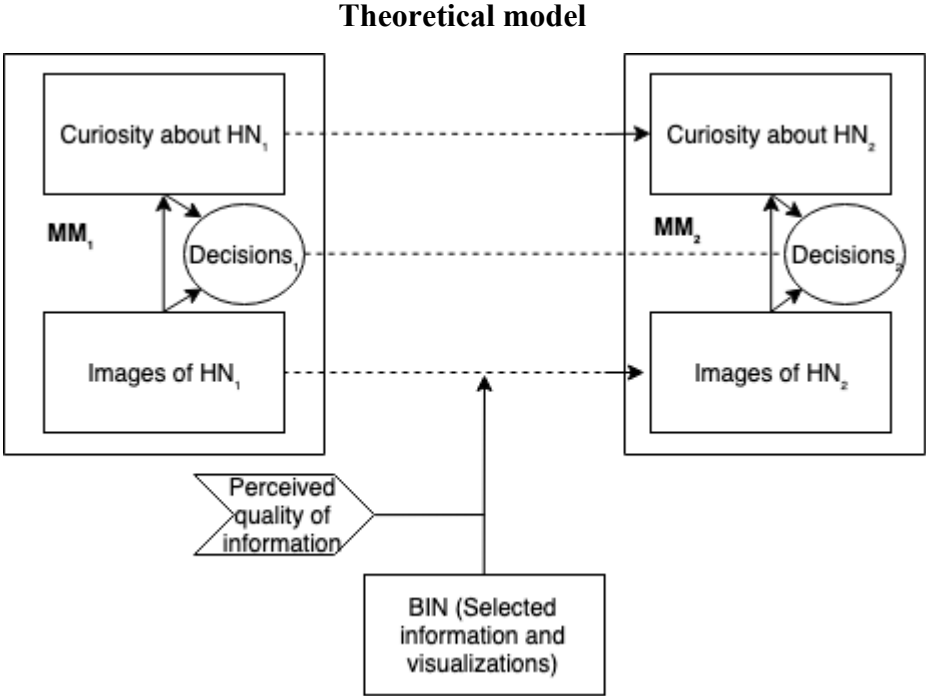 Theoretical model
Curiosity about HN₁
Curiosity about HN₂
MM₁
Decisions₁
MM₂
Decisions₂
Images of HN₁
Images of HN₂
Perceived
quality of
information
BIN (Selected
information and
visualizations)